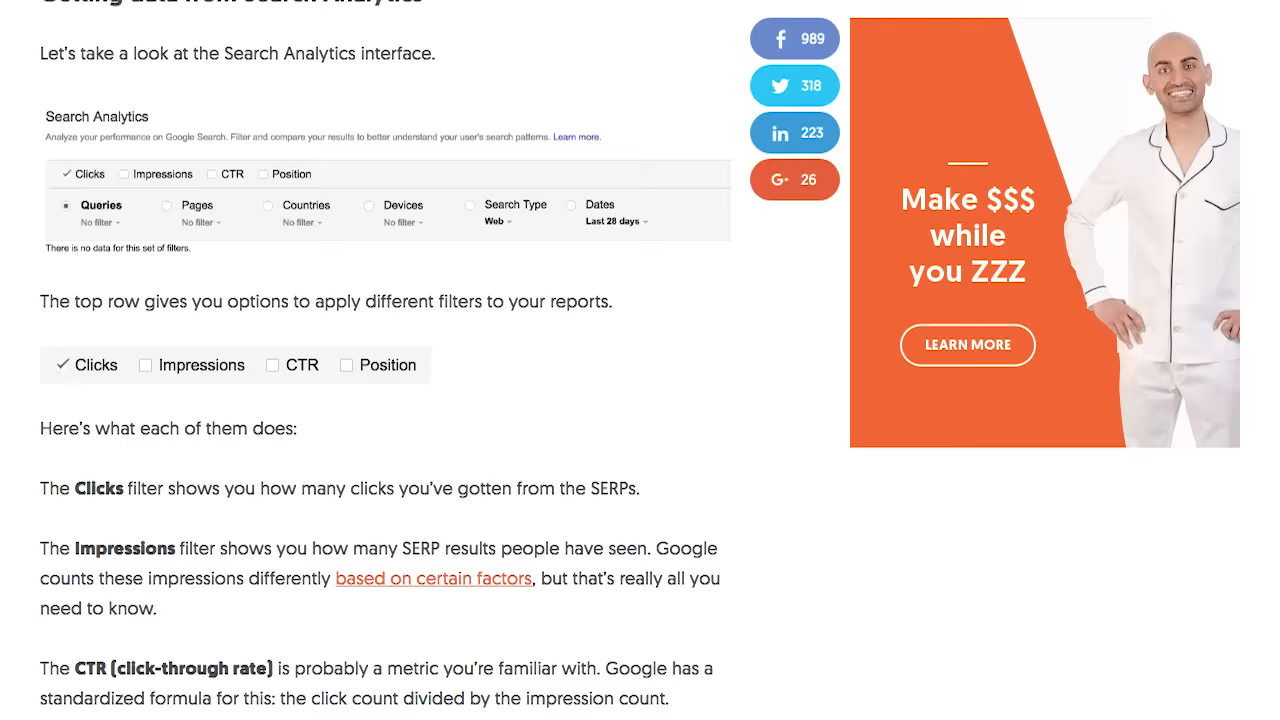 Getting data from Search Analytics
Let's take a look at the Search Analytics interface.
Search Analytics
Analyze your performance on Google Search. Filter and compare your results to better understand your user's search patterns. Learn more.
Clicks Impressions CTR Position
Queries Pages Countries Devices Search Type Dates
No filter No filter No filter No filter Web Last 28 days
There is no data for this set of filters.
The top row gives you options to apply different filters to your reports.
Clicks Impressions CTR Position
Here's what each of them does:
The Clicks filter shows you how many clicks you've gotten from the SERPs.
The Impressions filter shows you how many SERP results people have seen. Google
counts these impressions differently based on certain factors, but that's really all you
need to know.
The CTR (click-through rate) is probably a metric you're familiar with. Google has a
standardized formula for this: the click count divided by the impression count.
989
318
in 223
G+ 26
Make $$$
while
you ZZZ
LEARN MORE